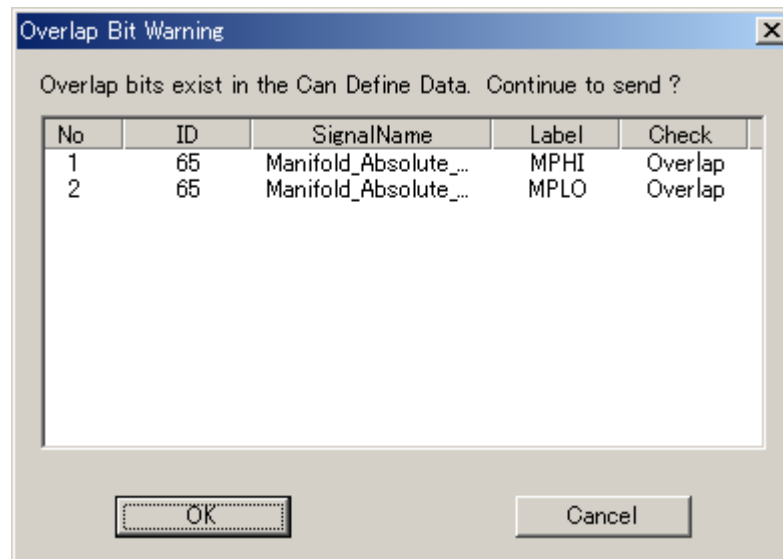 Overlap Bit Warning
Overlap bits exist in the Can Define Data. Continue to send ?
No ID SignalName Label Check
1 65 Manifold_Absolute_... MPHI Overlap
2 65 Manifold_Absolute_... MPLO Overlap
OK Cancel